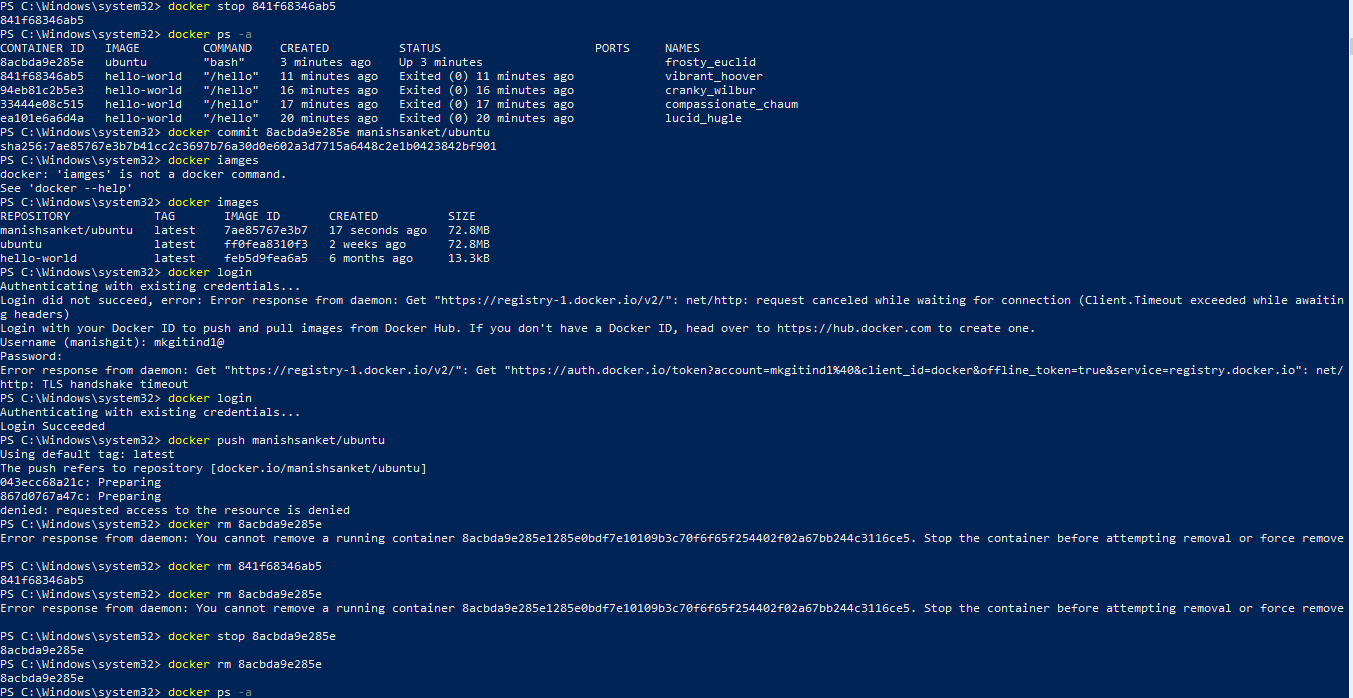 PS C:\Windows\system32> docker stop 841f68346ab5
841f68346ab5
PS C:\Windows\system32> docker ps -a
CONTAINER ID   IMAGE         COMMAND    CREATED          STATUS                      PORTS     NAMES
8acbda9e285e   ubuntu        "bash"     3 minutes ago    Up 3 minutes                          frosty_euclid
841f68346ab5   hello-world   "/hello"   11 minutes ago   Exited (0) 11 minutes ago             vibrant_hoover
94eb81c2b5e3   hello-world   "/hello"   16 minutes ago   Exited (0) 16 minutes ago             cranky_wilbur
33444e08c515   hello-world   "/hello"   17 minutes ago   Exited (0) 17 minutes ago             compassionate_chaum
ea101e6a6d4a   hello-world   "/hello"   20 minutes ago   Exited (0) 20 minutes ago             lucid_hugle
PS C:\Windows\system32> docker commit 8acbda9e285e manishsanket/ubuntu
sha256:7ae85767e3b7b41cc2c3697b76a30d0e602a3d7715a6448c2e1b0423842bf901
PS C:\Windows\system32> docker iamges
docker: 'iamges' is not a docker command.
See 'docker --help'
PS C:\Windows\system32> docker images
REPOSITORY            TAG       IMAGE ID       CREATED          SIZE
manishsanket/ubuntu   latest    7ae85767e3b7   17 seconds ago   72.8MB
ubuntu                latest    ff0fea8310f3   2 weeks ago      72.8MB
hello-world           latest    feb5d9fea6a5   6 months ago     13.3kB
PS C:\Windows\system32> docker login
Authenticating with existing credentials...
Login did not succeed, error: Error response from daemon: Get "https://registry-1.docker.io/v2/": net/http: request canceled while waiting for connection (Client.Timeout exceeded while awaitin
g headers)
Login with your Docker ID to push and pull images from Docker Hub. If you don't have a Docker ID, head over to https://hub.docker.com to create one.
Username (manishgit): mkgitind1@
Password:
Error response from daemon: Get "https://registry-1.docker.io/v2/": Get "https://auth.docker.io/token?account=mkgitind1%40&client_id=docker&offline_token=true&service=registry.docker.io": net/
http: TLS handshake timeout
PS C:\Windows\system32> docker login
Authenticating with existing credentials...
Login Succeeded
PS C:\Windows\system32> docker push manishsanket/ubuntu
Using default tag: latest
The push refers to repository [docker.io/manishsanket/ubuntu]
043ecc68a21c: Preparing
867d0767a47c: Preparing
denied: requested access to the resource is denied
PS C:\Windows\system32> docker rm 8acbda9e285e
Error response from daemon: You cannot remove a running container 8acbda9e285e1285e0bdf7e10109b3c70f6f65f254402f02a67bb244c3116ce5. Stop the container before attempting removal or force remove
PS C:\Windows\system32> docker rm 841f68346ab5
841f68346ab5
PS C:\Windows\system32> docker rm 8acbda9e285e
Error response from daemon: You cannot remove a running container 8acbda9e285e1285e0bdf7e10109b3c70f6f65f254402f02a67bb244c3116ce5. Stop the container before attempting removal or force remove
PS C:\Windows\system32> docker stop 8acbda9e285e
8acbda9e285e
PS C:\Windows\system32> docker rm 8acbda9e285e
8acbda9e285e
PS C:\Windows\system32> docker ps -a